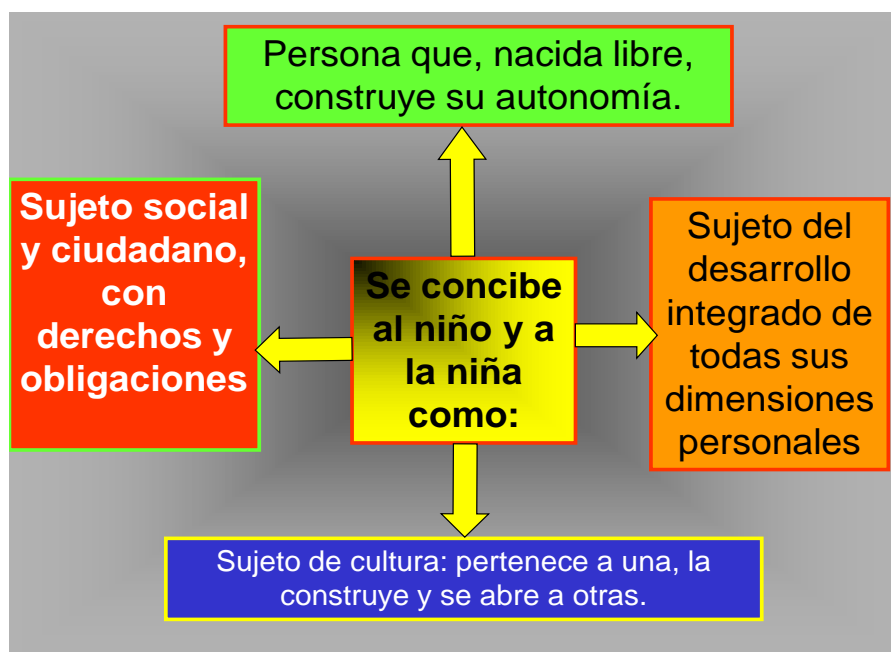 Persona que, nacida libre,
construye su autonomía.
Sujeto social
y ciudadano,
con
derechos y
obligaciones
Se concibe
al niño y a
la niña
como:
Sujeto del
desarrollo
integrado de
todas sus
dimensiones
personales
Sujeto de cultura: pertenece a una, la
construye y se abre a otras.